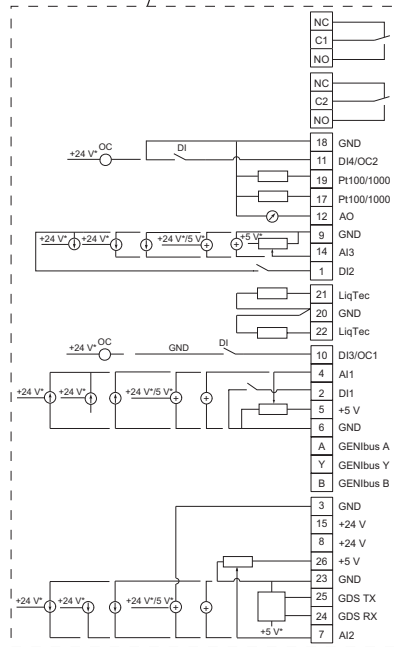 NC
C1
NO
NC
C2
NO
18 GND
+24 V* OC DI 11 DI4/OC2
19 Pt100/1000
17 Pt100/1000
12 AO
9 GND
+24 V* +24 V* +24 V*/5 V* +5 V* 14 AI3
1 DI2
21 LiqTec
20 GND
22 LiqTec
+24 V* OC GND DI 10 DI3/OC1
4 AI1
+24 V* +24 V* +24 V*/5 V* 2 DI1
5 +5 V
6 GND
A GENIbus A
Y GENIbus Y
B GENIbus B
3 GND
15 +24 V
8 +24 V
26 +5 V
23 GND
25 GDS TX
+24 V* +24 V* +24 V*/5 V* 24 GDS RX
+5 V* 7 AI2